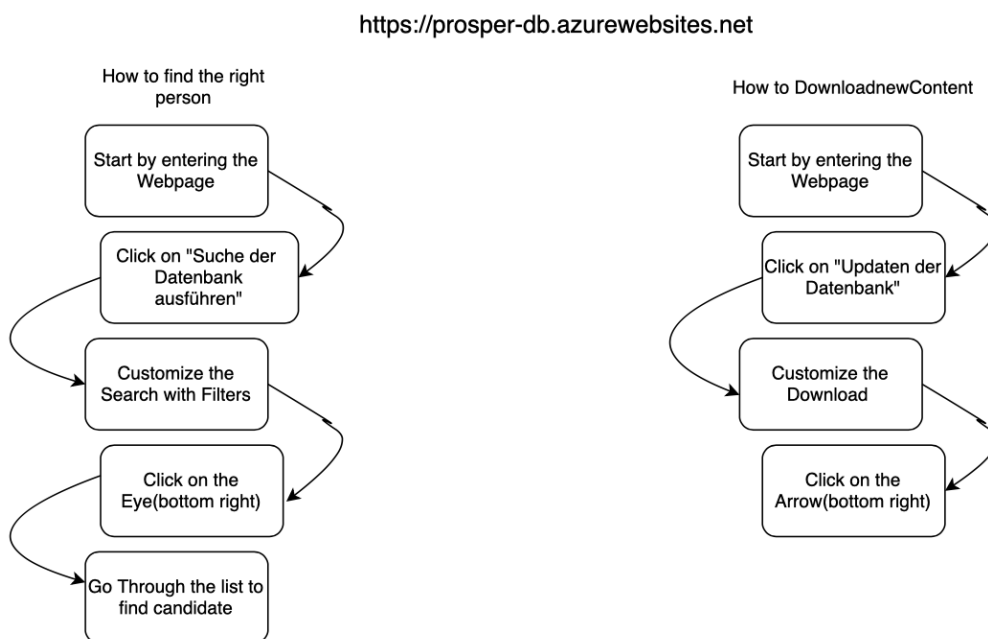 https://prosper-db.azurewebsites.net
How to find the right
person
Start by entering the
Webpage
Click on "Suche der
Datenbank
ausführen"
Customize the
Search with Filters
Click on the
Eye(bottom right)
Go Through the list to
find candidate
How to DownloadnewContent
Start by entering the
Webpage
Click on "Updaten der
Datenbank"
Customize the
Download
Click on the
Arrow(bottom right)